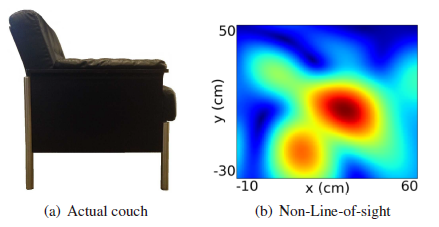 50
y (cm)
-30
-10
x (cm)
60
(a) Actual couch
(b) Non-Line-of-sight